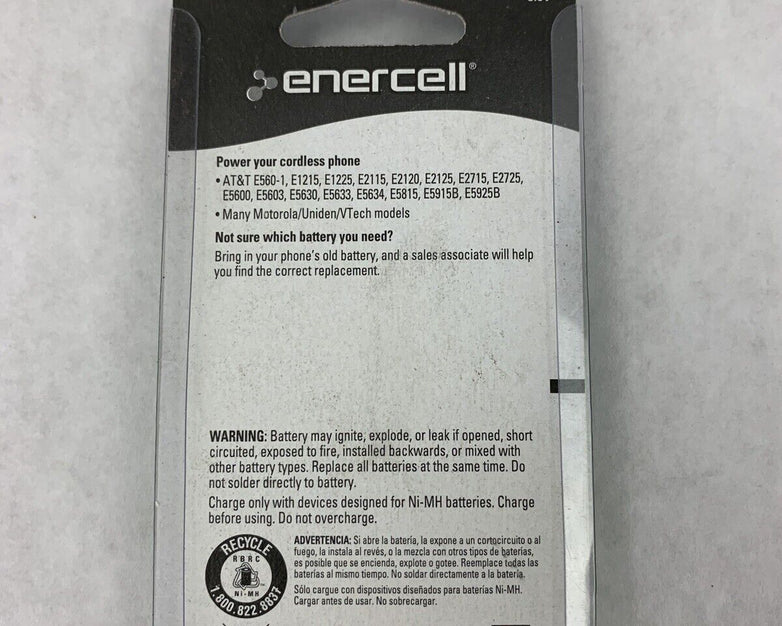 enercell®
Power your cordless phone
• AT&T E560-1, E1215, E1225, E2115, E2120, E2125, E2715, E2725,
E5600, E5603, E5630, E5633, E5634, E5815, E5915B, E5925B
• Many Motorola/Uniden/VTech models
Not sure which battery you need?
Bring in your phone's old battery, and a sales associate will help
you find the correct replacement.
WARNING: Battery may ignite, explode, or leak if opened, short
circuited, exposed to fire, installed backwards, or mixed with
other battery types. Replace all batteries at the same time. Do
not solder directly to battery.
Charge only with devices designed for Ni-MH batteries. Charge
before using. Do not overcharge.
ADVERTENCIA: Si abre la batería, la expone a un cortocircuito o al
fuego, la instala al revés, o la mezcla con otros tipos de baterías,
es posible que se encienda, explote o gotee. Reemplace todas las
baterías al mismo tiempo. No soldar directamente a la batería.
Sólo cargue con dispositivos diseñados para baterías Ni-MH.
Cargar antes de usar. No sobrecargar.
RECYCLE
RBRC
Ni-MH
1.800.822.8837